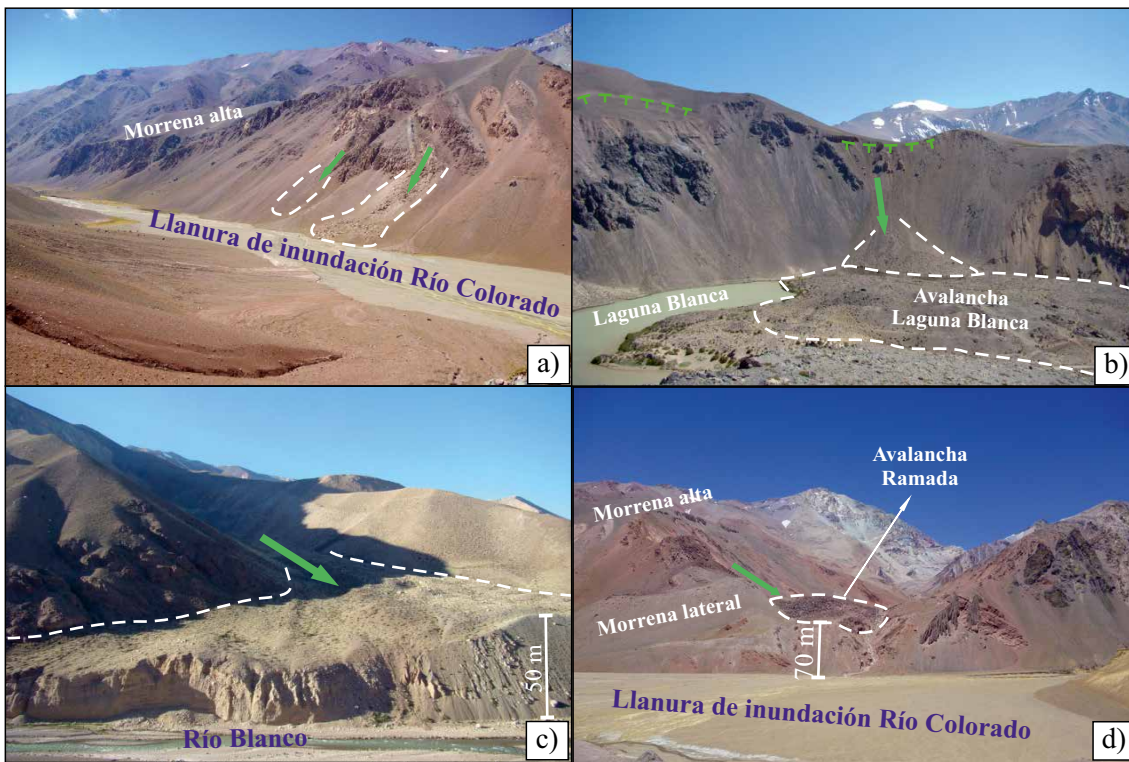 Morrena alta
Llanura de inundación Río Colorado
a)
Laguna Blanca
Avalancha
Laguna Blanca
b)
50 m
Río Blanco
c)
Avalancha
Ramada
Morrena alta
Morrena lateral
70 m
Llanura de inundación Río Colorado
d)